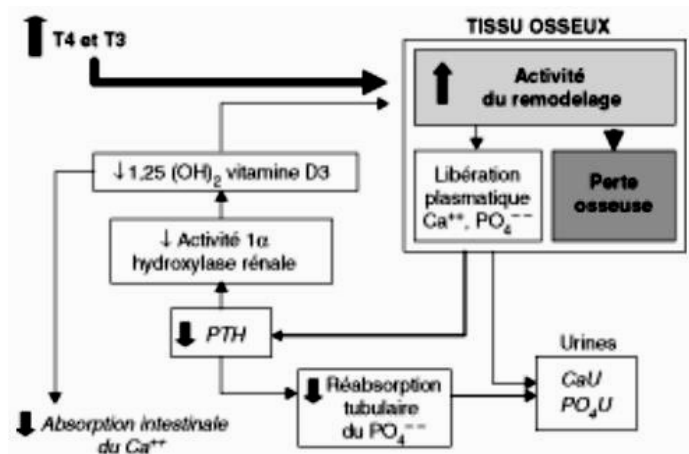 TISSU OSSEUX
↑ T4 et T3
↑ Activité
du remodelage
↓ 1,25 (OH)₂ vitamine D3
Libération
plasmatique
Ca⁺⁺, PO₄⁻⁻
Perte
osseuse
↓ Activité 1α
hydroxylase rénale
↓ PTH
Urines
CaU
PO₄U
↓ Réabsorption
tubulaire
du PO₄⁻⁻
↓ Absorption intestinale
du Ca⁺⁺